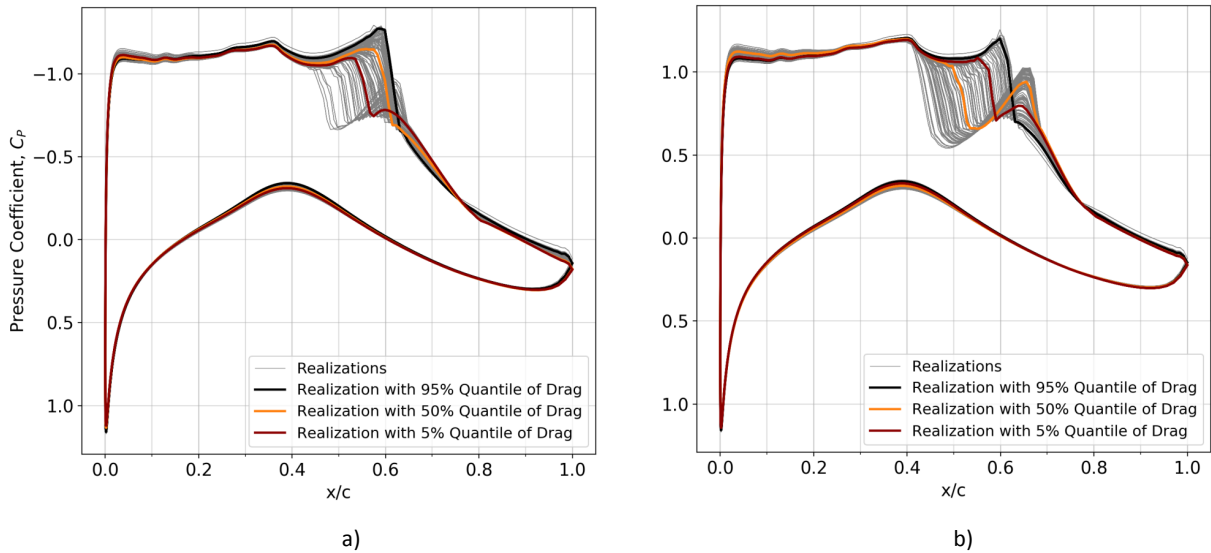 −1.0
−0.5
0.0
0.5
1.0
Pressure Coefficient, C_P
Realizations
Realization with 95% Quantile of Drag
Realization with 50% Quantile of Drag
Realization with 5% Quantile of Drag
0.0 0.2 0.4 0.6 0.8 1.0
x/c
a)
1.0
0.5
0.0
0.5
1.0
Realizations
Realization with 95% Quantile of Drag
Realization with 50% Quantile of Drag
Realization with 5% Quantile of Drag
0.0 0.2 0.4 0.6 0.8 1.0
x/c
b)